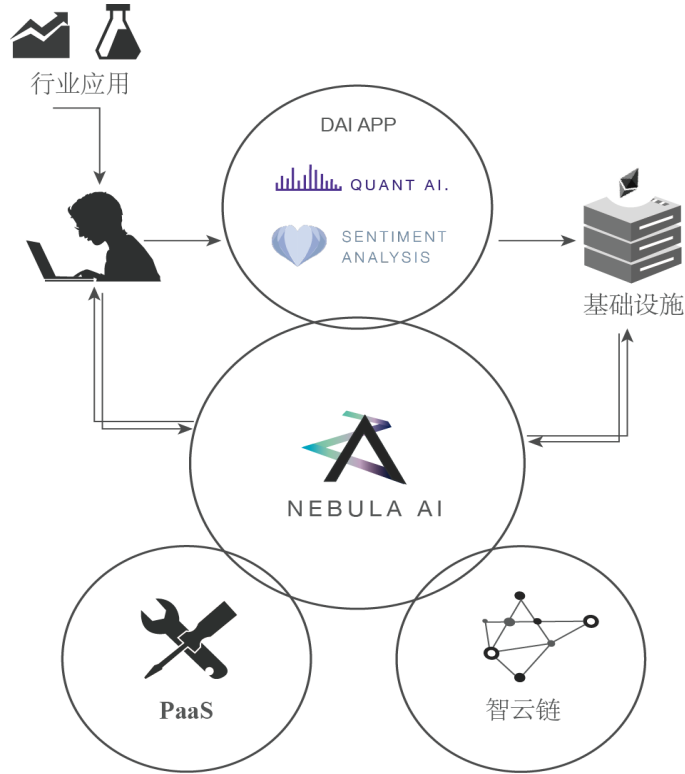 行业应用
DAI APP
QUANT AI.
SENTIMENT
ANALYSIS
基础设施
NEBULA AI
PaaS
智云链